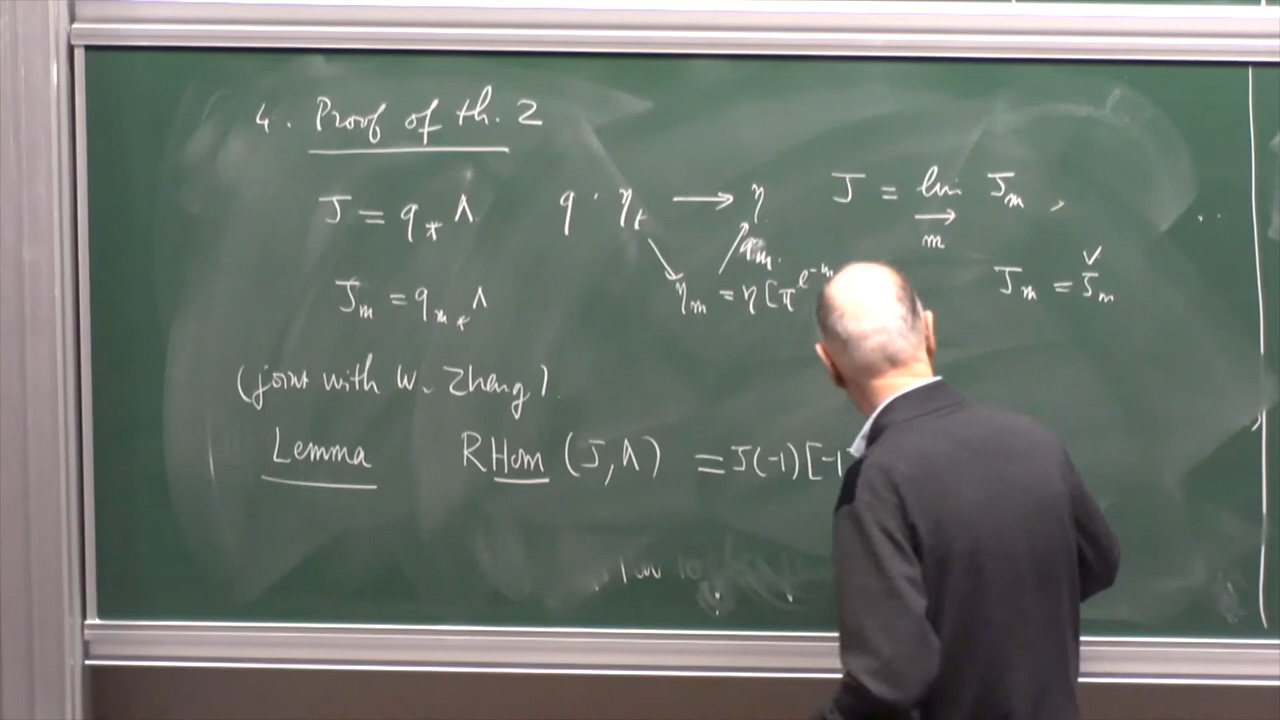 4. Proof of th. 2
J = q_* Λ    q · η_t ⟶ η    J = lim_{→ m} J_m ,    ..
q_m
J_m = q_{m *} Λ    η_m = η [π^{ℓ^{-m}}    J_m = J̌_m
(joint with W. Zheng).
Lemma    RHom (J, Λ) = J(-1)[-1